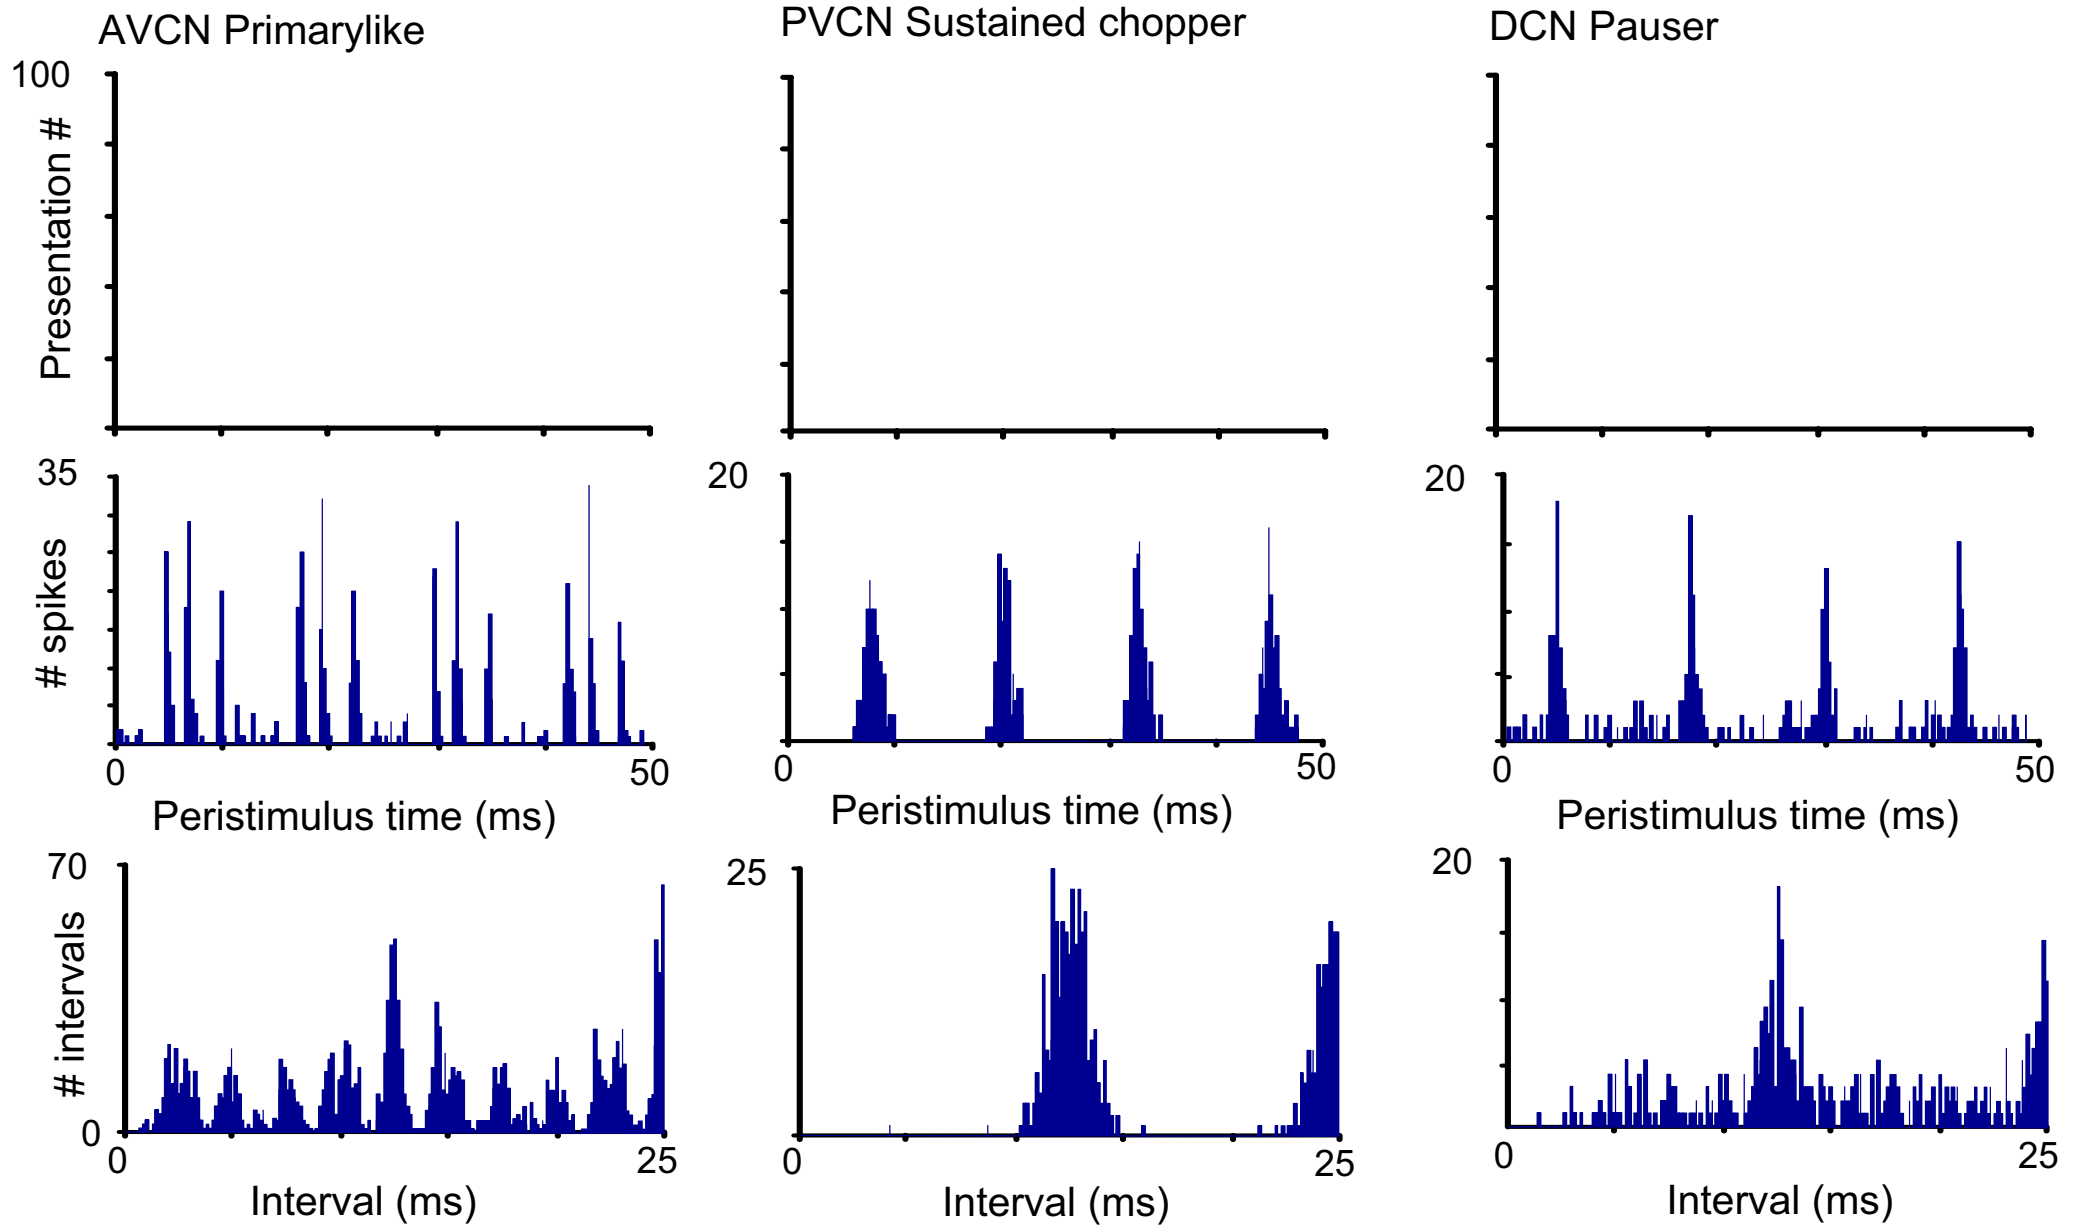 AVCN Primarylike
PVCN Sustained chopper
DCN Pauser
100
Presentation #
35
# spikes
0
50
Peristimulus time (ms)
20
0
50
Peristimulus time (ms)
20
0
50
Peristimulus time (ms)
70
# intervals
0
0
25
Interval (ms)
25
0
25
Interval (ms)
20
0
25
Interval (ms)